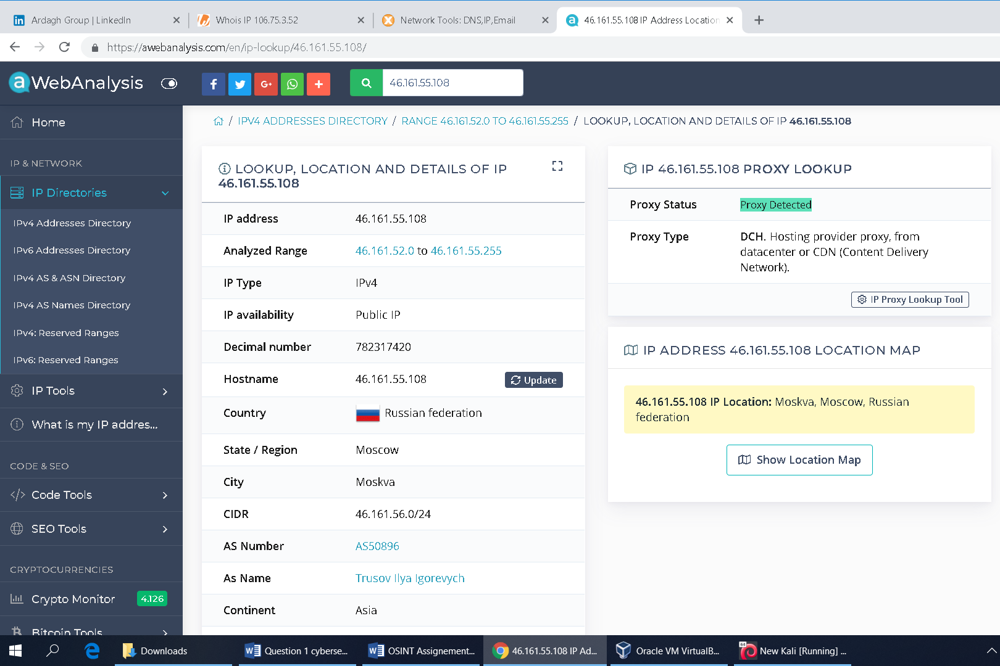 Ardagh Group | LinkedIn
Whois IP 106.75.3.52
Network Tools: DNS,IP,Email
46.161.55.108 IP Address Location
https://awebanalysis.com/en/ip-lookup/46.161.55.108/
aWebAnalysis
46.161.55.108
Home
IP & NETWORK
IP Directories
IPv4 Addresses Directory
IPv6 Addresses Directory
IPv4 AS & ASN Directory
IPv4 AS Names Directory
IPv4: Reserved Ranges
IPv6: Reserved Ranges
IP Tools
What is my IP addres...
CODE & SEO
Code Tools
SEO Tools
CRYPTOCURRENCIES
Crypto Monitor 4.126
Bitcoin Tools
/ IPV4 ADDRESSES DIRECTORY / RANGE 46.161.52.0 TO 46.161.55.255 / LOOKUP, LOCATION AND DETAILS OF IP 46.161.55.108
LOOKUP, LOCATION AND DETAILS OF IP
46.161.55.108
IP address 46.161.55.108
Analyzed Range 46.161.52.0 to 46.161.55.255
IP Type IPv4
IP availability Public IP
Decimal number 782317420
Hostname 46.161.55.108 Update
Country Russian federation
State / Region Moscow
City Moskva
CIDR 46.161.56.0/24
AS Number AS50896
As Name Trusov Ilya Igorevych
Continent Asia
IP 46.161.55.108 PROXY LOOKUP
Proxy Status Proxy Detected
Proxy Type DCH. Hosting provider proxy, from
datacenter or CDN (Content Delivery
Network).
IP Proxy Lookup Tool
IP ADDRESS 46.161.55.108 LOCATION MAP
46.161.55.108 IP Location: Moskva, Moscow, Russian
federation
Show Location Map
Downloads
Question 1 cyberse...
OSINT Assignement...
46.161.55.108 IP Ad...
Oracle VM VirtualB...
New Kali [Running] ...